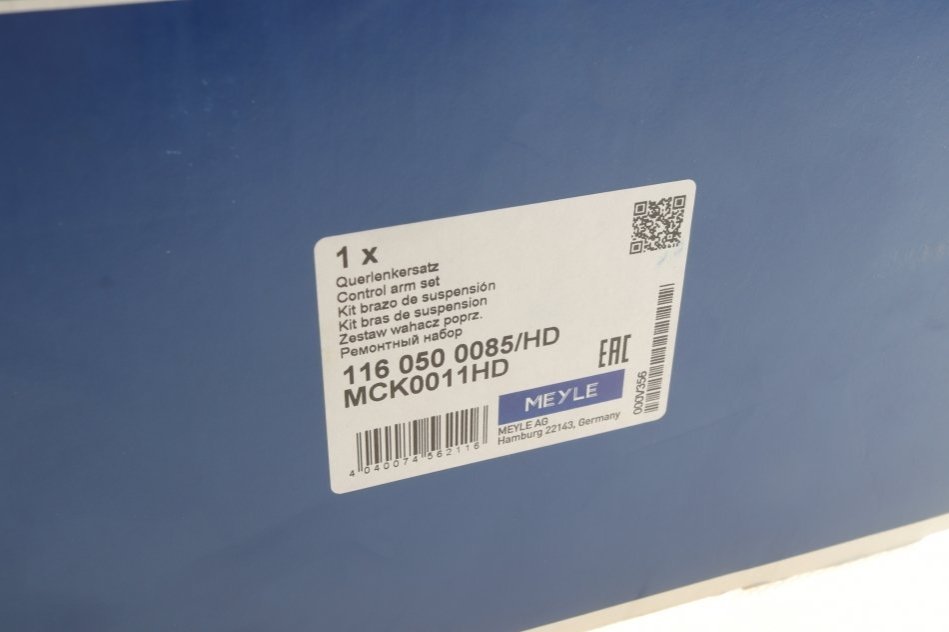 1 x
Querlenkersatz
Control arm set
Kit brazo de suspensión
Kit bras de suspension
Zestaw wahacz poprz.
Ремонтный набор
116 050 0085/HD
MCK0011HD
EAC
000V356
MEYLE
MEYLE AG
Hamburg 22143, Germany
4 040074 562116